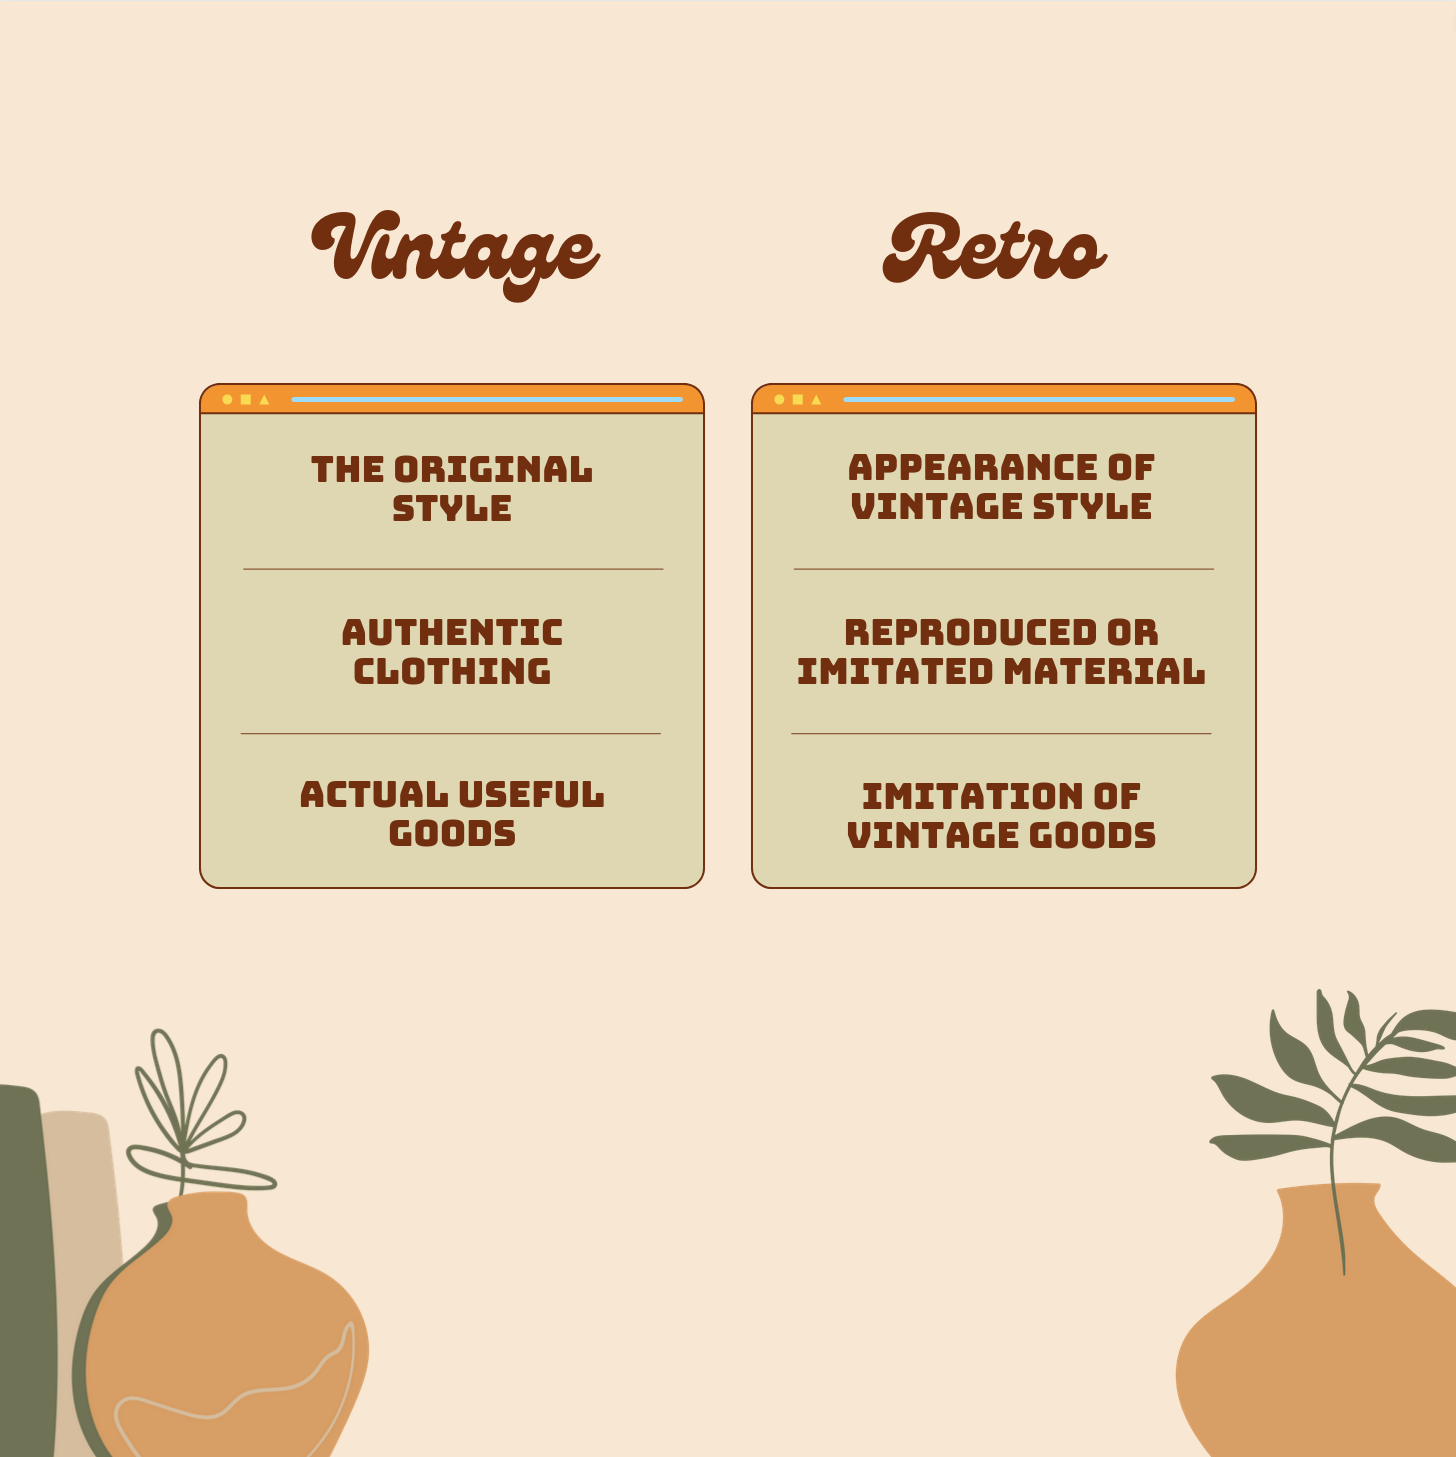 Vintage
Retro
THE ORIGINAL
STYLE
AUTHENTIC
CLOTHING
ACTUAL USEFUL
GOODS
APPEARANCE OF
VINTAGE STYLE
REPRODUCED OR
IMITATED MATERIAL
IMITATION OF
VINTAGE GOODS